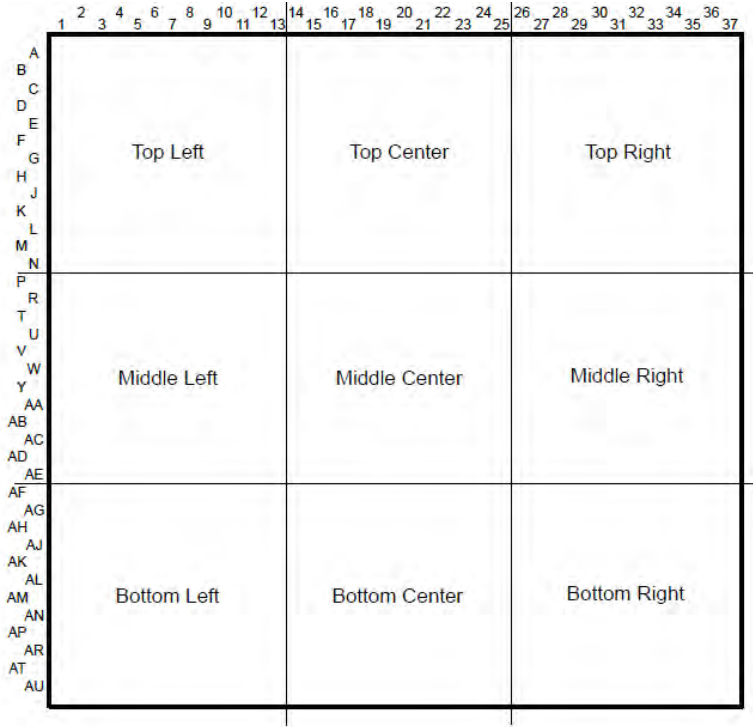 2 4 6 8 10 12 14 16 18 20 22 24 26 28 30 32 34 36
1 3 5 7 9 11 13 15 17 19 21 23 25 27 29 31 33 35 37
A
B
C
D
E
F
G
Top Left Top Center Top Right
H
J
K
L
M
N
P
R
T
U
V
W
Middle Left Middle Center Middle Right
Y
AA
AB
AC
AD
AE
AF
AG
AH
AJ
AK
AL
AM
Bottom Left Bottom Center Bottom Right
AN
AP
AR
AT
AU